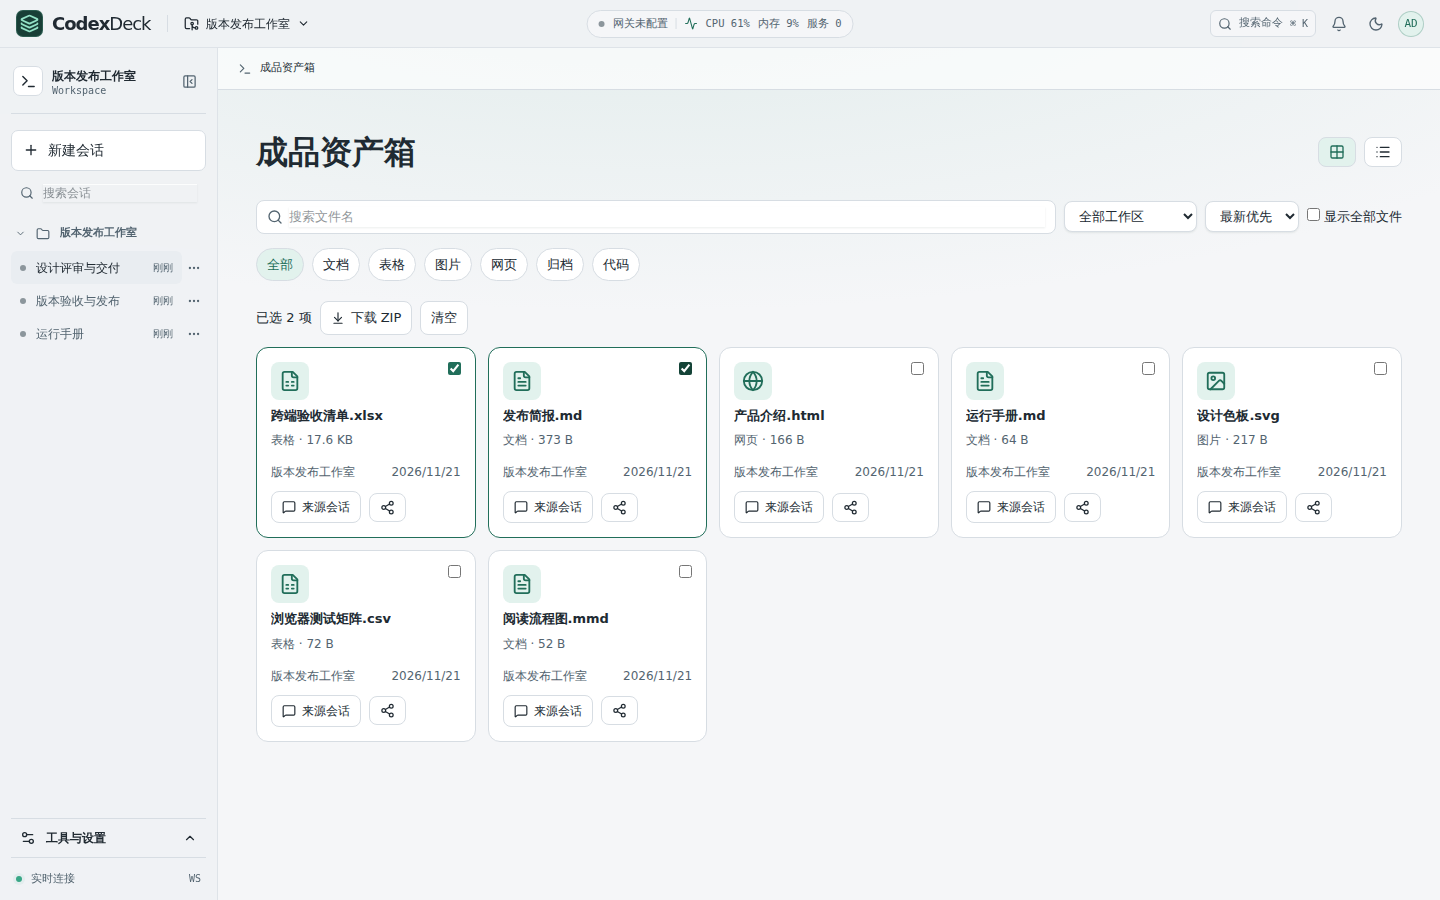 CodexDeck
版本发布工作室
网关未配置 CPU 61% 内存 9% 服务 0
搜索命令 ⌘ K
AD
版本发布工作室
Workspace
新建会话
搜索会话
版本发布工作室
设计评审与交付 刚刚
版本验收与发布 刚刚
运行手册 刚刚
工具与设置
实时连接 WS
成品资产箱
成品资产箱
搜索文件名
全部工作区
最新优先
显示全部文件
全部 文档 表格 图片 网页 归档 代码
已选 2 项 下载 ZIP 清空
跨端验收清单.xlsx
表格 · 17.6 KB
版本发布工作室 2026/11/21
来源会话
发布简报.md
文档 · 373 B
版本发布工作室 2026/11/21
来源会话
产品介绍.html
网页 · 166 B
版本发布工作室 2026/11/21
来源会话
运行手册.md
文档 · 64 B
版本发布工作室 2026/11/21
来源会话
设计色板.svg
图片 · 217 B
版本发布工作室 2026/11/21
来源会话
浏览器测试矩阵.csv
表格 · 72 B
版本发布工作室 2026/11/21
来源会话
阅读流程图.mmd
文档 · 52 B
版本发布工作室 2026/11/21
来源会话